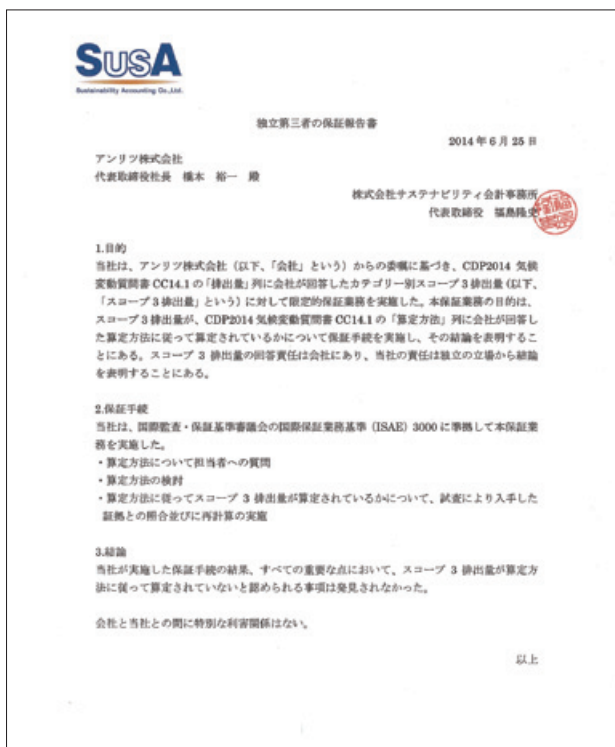 SUSA
Sustainability Accounting Co.,Ltd.
独立第三者の保証報告書
2014年6月25日
アンリツ株式会社
代表取締役社長 橋本 裕一 殿
株式会社サステナビリティ会計事務所
代表取締役 福島隆史
1.目的
当社は、アンリツ株式会社（以下、「会社」という）からの委嘱に基づき、CDP2014 気候
変動質問書 CC14.1の「排出量」列に会社が回答したカテゴリー別スコープ3排出量（以下、
「スコープ3排出量」という）に対して限定的保証業務を実施した。本保証業務の目的は、
スコープ3排出量が、CDP2014気候変動質問書CC14.1の「算定方法」列に会社が回答し
た算定方法に従って算定されているかについて保証手続を実施し、その結論を表明するこ
とにある。スコープ 3 排出量の回答責任は会社にあり、当社の責任は独立の立場から結論
を表明することにある。
2.保証手続
当社は、国際監査・保証基準審議会の国際保証業務基準（ISAE）3000に準拠して本保証業
務を実施した。
・算定方法について担当者への質問
・算定方法の検討
・算定方法に従ってスコープ 3 排出量が算定されているかについて、試査により入手した
証拠との照合並びに再計算の実施
3.結論
当社が実施した保証手続の結果、すべての重要な点において、スコープ 3 排出量が算定方
法に従って算定されていないと認められる事項は発見されなかった。
会社と当社との間に特別な利害関係はない。
以上